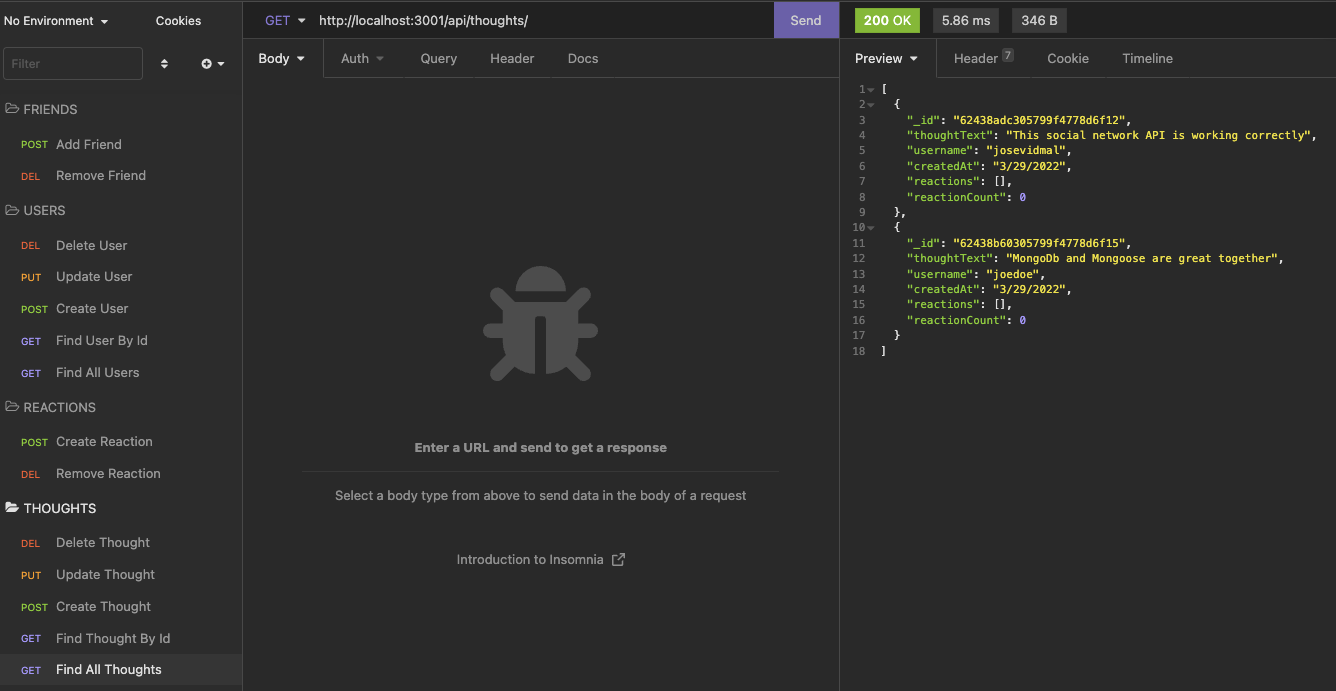 No Environment
Cookies
Filter
FRIENDS
POST Add Friend
DEL Remove Friend
USERS
DEL Delete User
PUT Update User
POST Create User
GET Find User By Id
GET Find All Users
REACTIONS
POST Create Reaction
DEL Remove Reaction
THOUGHTS
DEL Delete Thought
PUT Update Thought
POST Create Thought
GET Find Thought By Id
GET Find All Thoughts
GET http://localhost:3001/api/thoughts/ Send
Body Auth Query Header Docs
Enter a URL and send to get a response
Select a body type from above to send data in the body of a request
Introduction to Insomnia
200 OK 5.86 ms 346 B
Preview Header 7 Cookie Timeline
1 [
2 {
3 "_id": "62438adc305799f4778d6f12",
4 "thoughtText": "This social network API is working correctly",
5 "username": "josevidmal",
6 "createdAt": "3/29/2022",
7 "reactions": [],
8 "reactionCount": 0
9 },
10 {
11 "_id": "62438b60305799f4778d6f15",
12 "thoughtText": "MongoDb and Mongoose are great together",
13 "username": "joedoe",
14 "createdAt": "3/29/2022",
15 "reactions": [],
16 "reactionCount": 0
17 }
18 ]